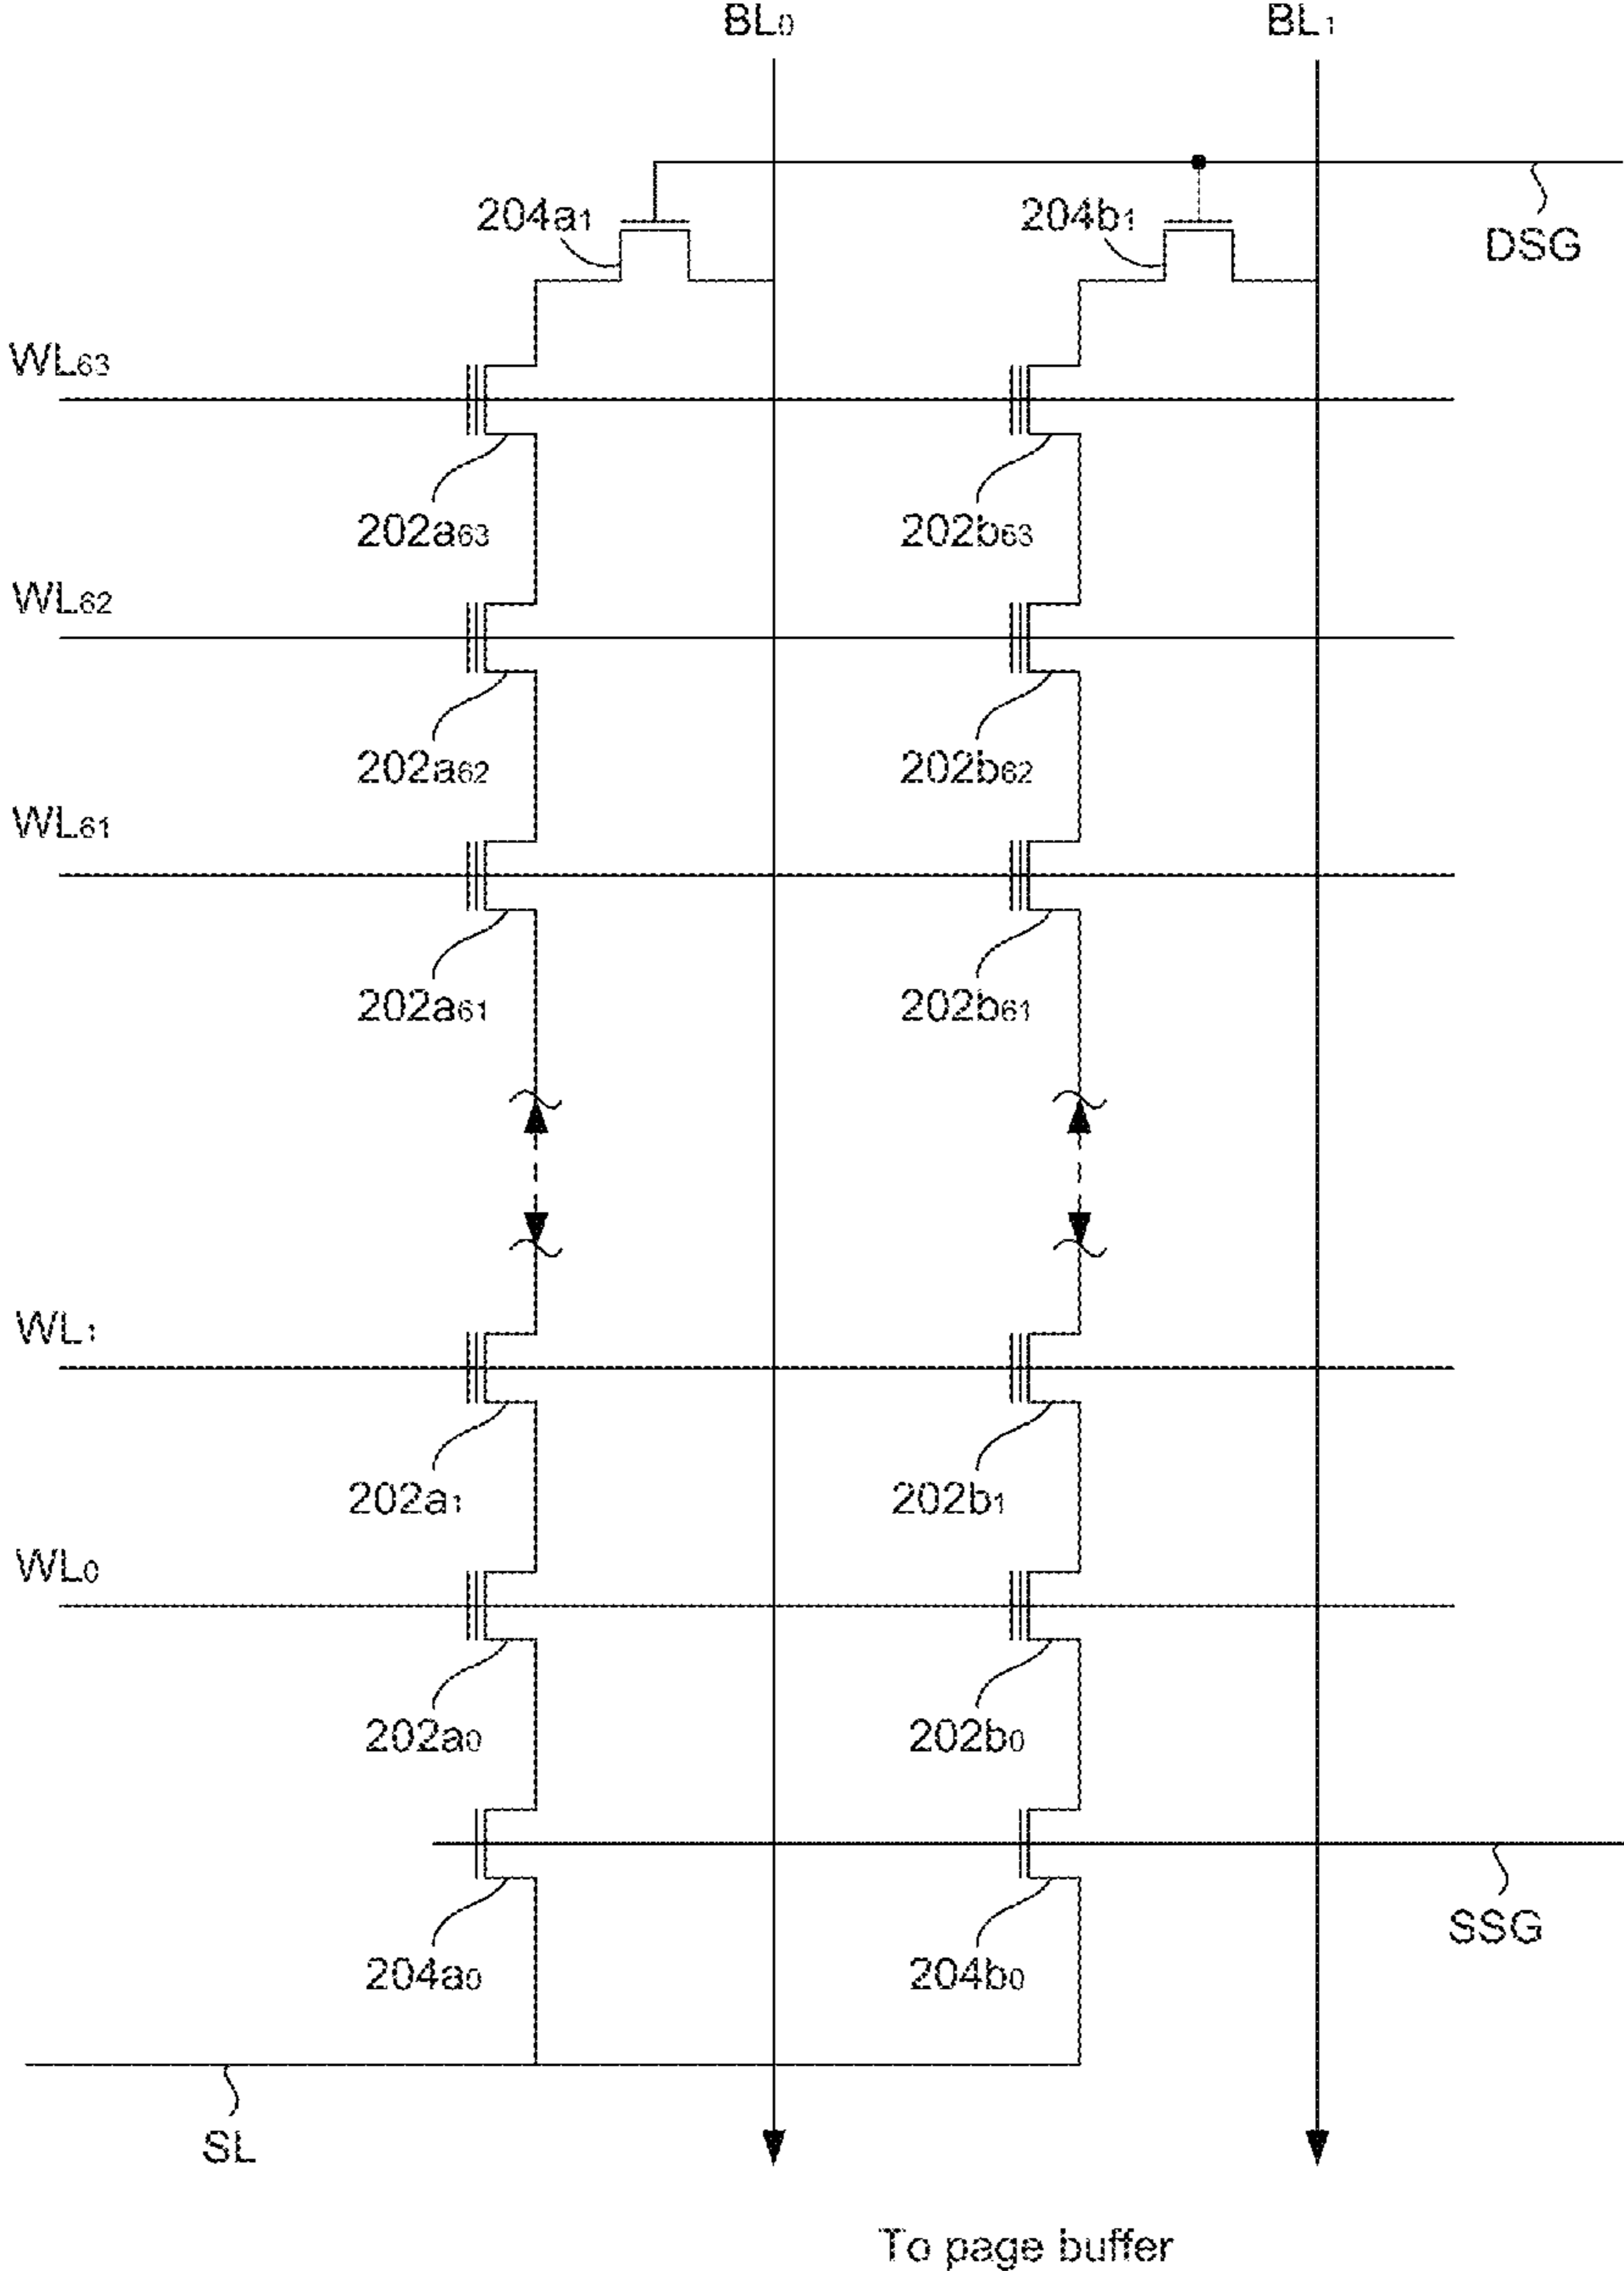 BL0 BL1
204a1 204b1 DSG
WL63
202a63 202b63
WL62
202a62 202b62
WL61
202a61 202b61
WL1
202a1 202b1
WL0
202a0 202b0
SSG
204a0 204b0
SL
To page buffer